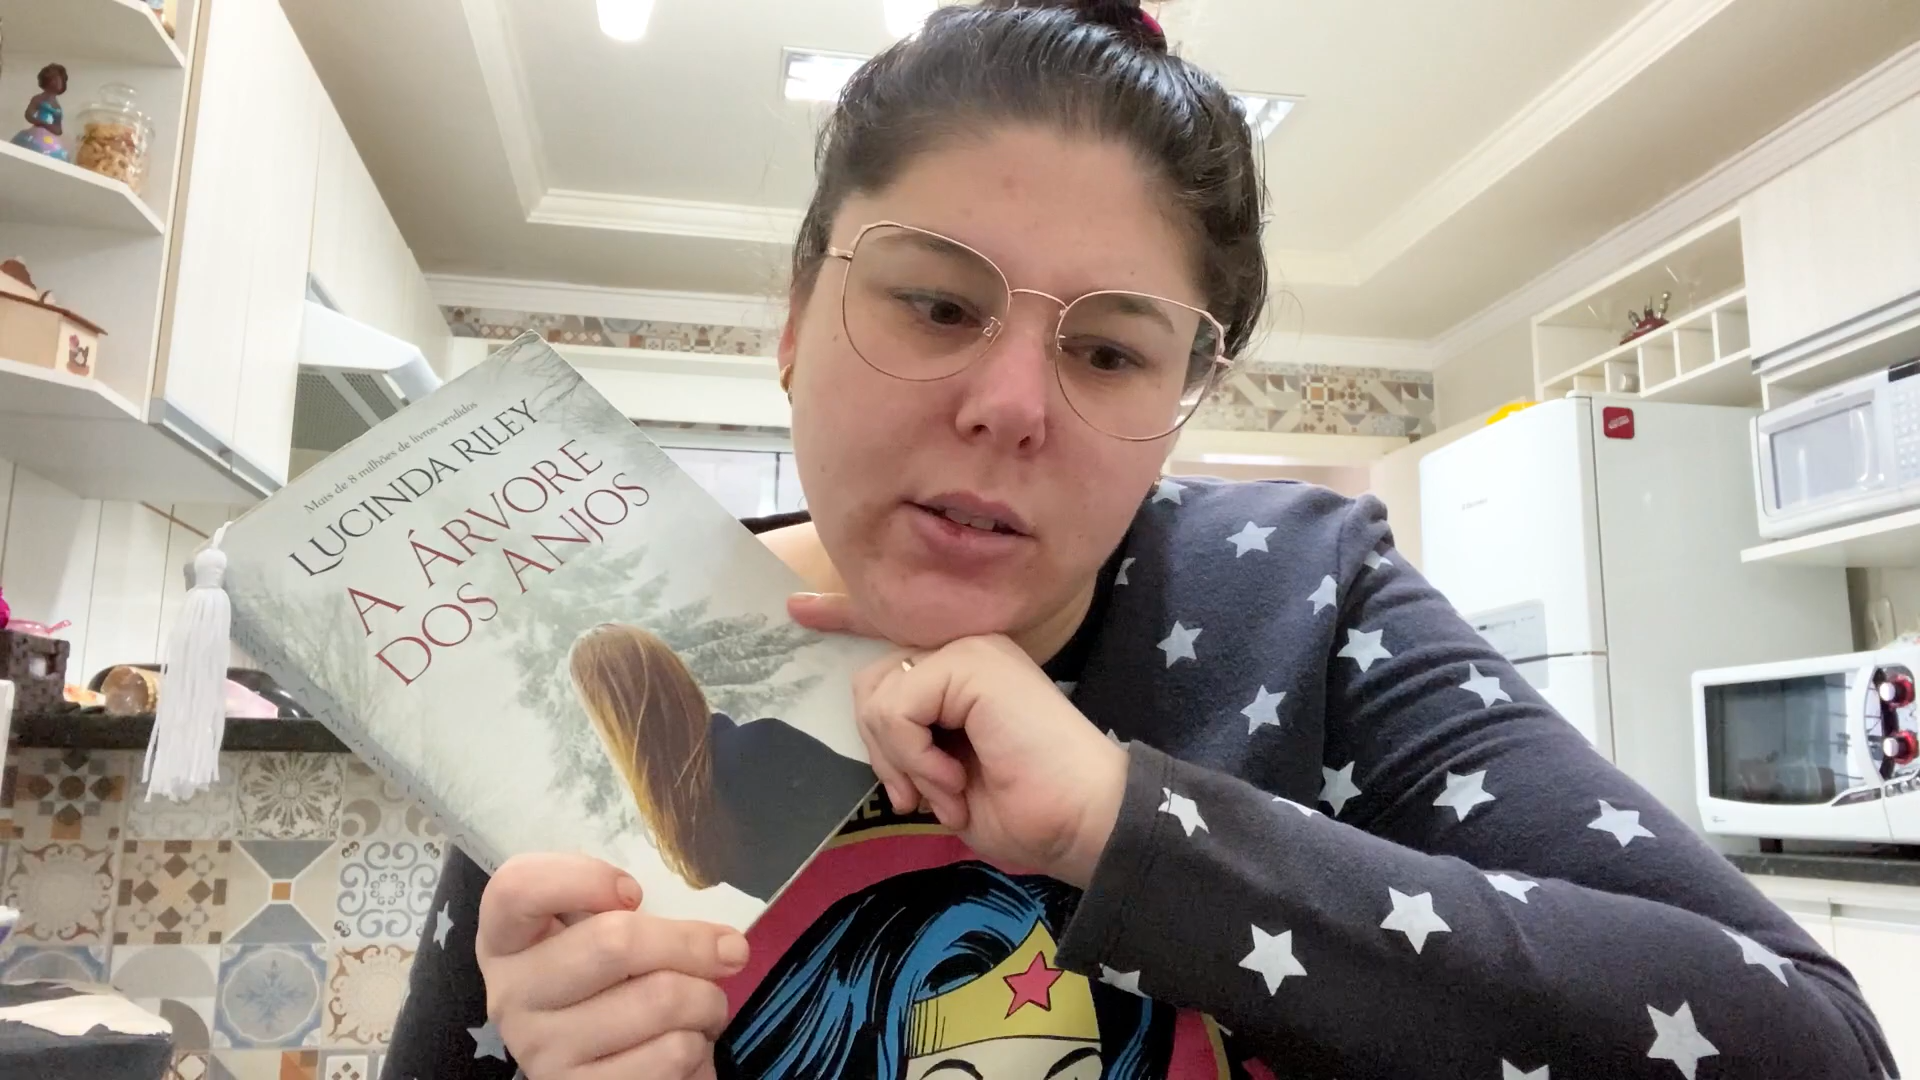 Mais de 8 milhões de livros vendidos
LUCINDA RILEY
A ÁRVORE
DOS ANJOS